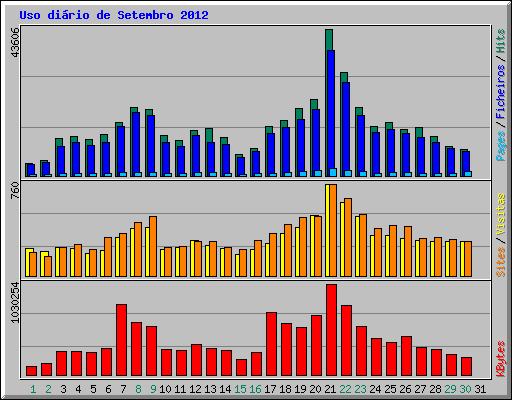 Uso diário de Setembro 2012
43606
Pages / Ficheiros / Hits
760
Sites / Visitas
1030254
KBytes
1 2 3 4 5 6 7 8 9 10 11 12 13 14 15 16 17 18 19 20 21 22 23 24 25 26 27 28 29 30 31